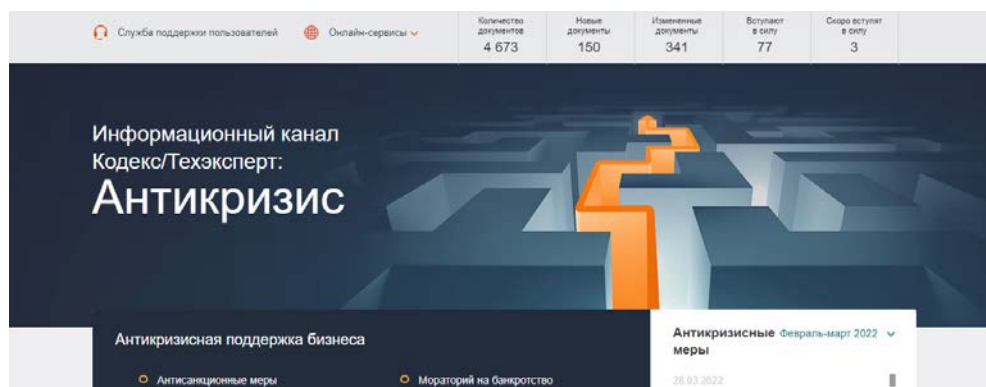 Служба поддержки пользователей
Онлайн-сервисы
Количество
документов
4 673
Новые
документы
150
Измененные
документы
341
Вступают
в силу
77
Скоро вступят
в силу
3
Информационный канал
Кодекс/Техэксперт:
Антикризис
Антикризисная поддержка бизнеса
Антисанкционные меры
Мораторий на банкротство
Антикризисные Февраль-март 2022
меры
28.03.2022